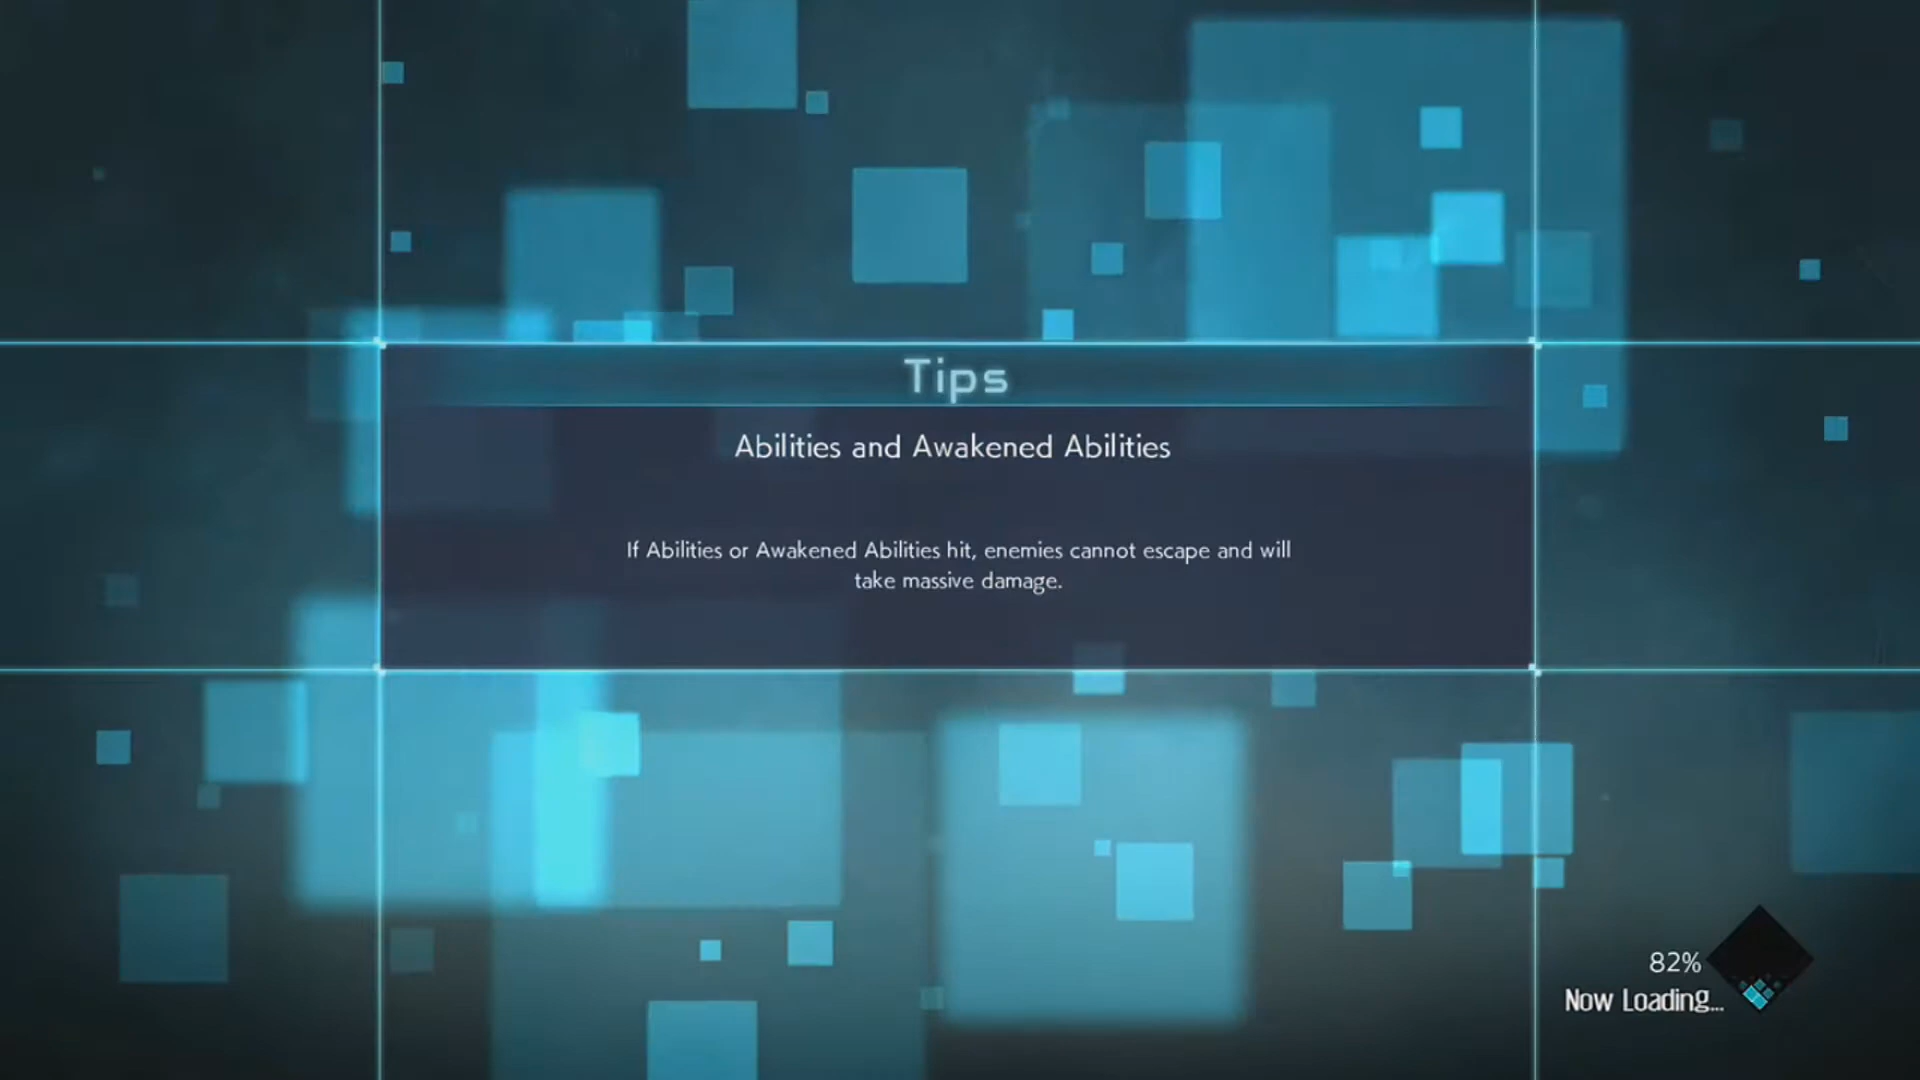 Tips
Abilities and Awakened Abilities
If Abilities or Awakened Abilities hit, enemies cannot escape and will
take massive damage.
82%
Now Loading...